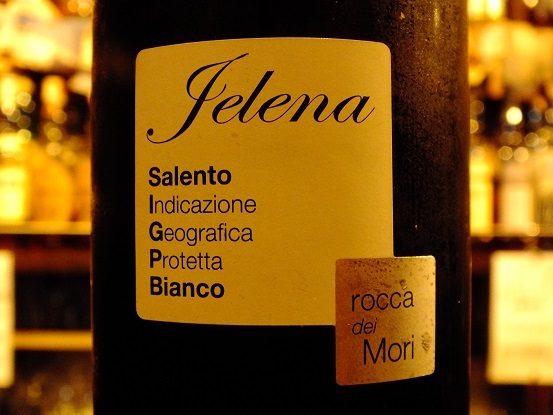 Jelena
Salento
Indicazione
Geografica
Protetta
Bianco
rocca
dei
Mori